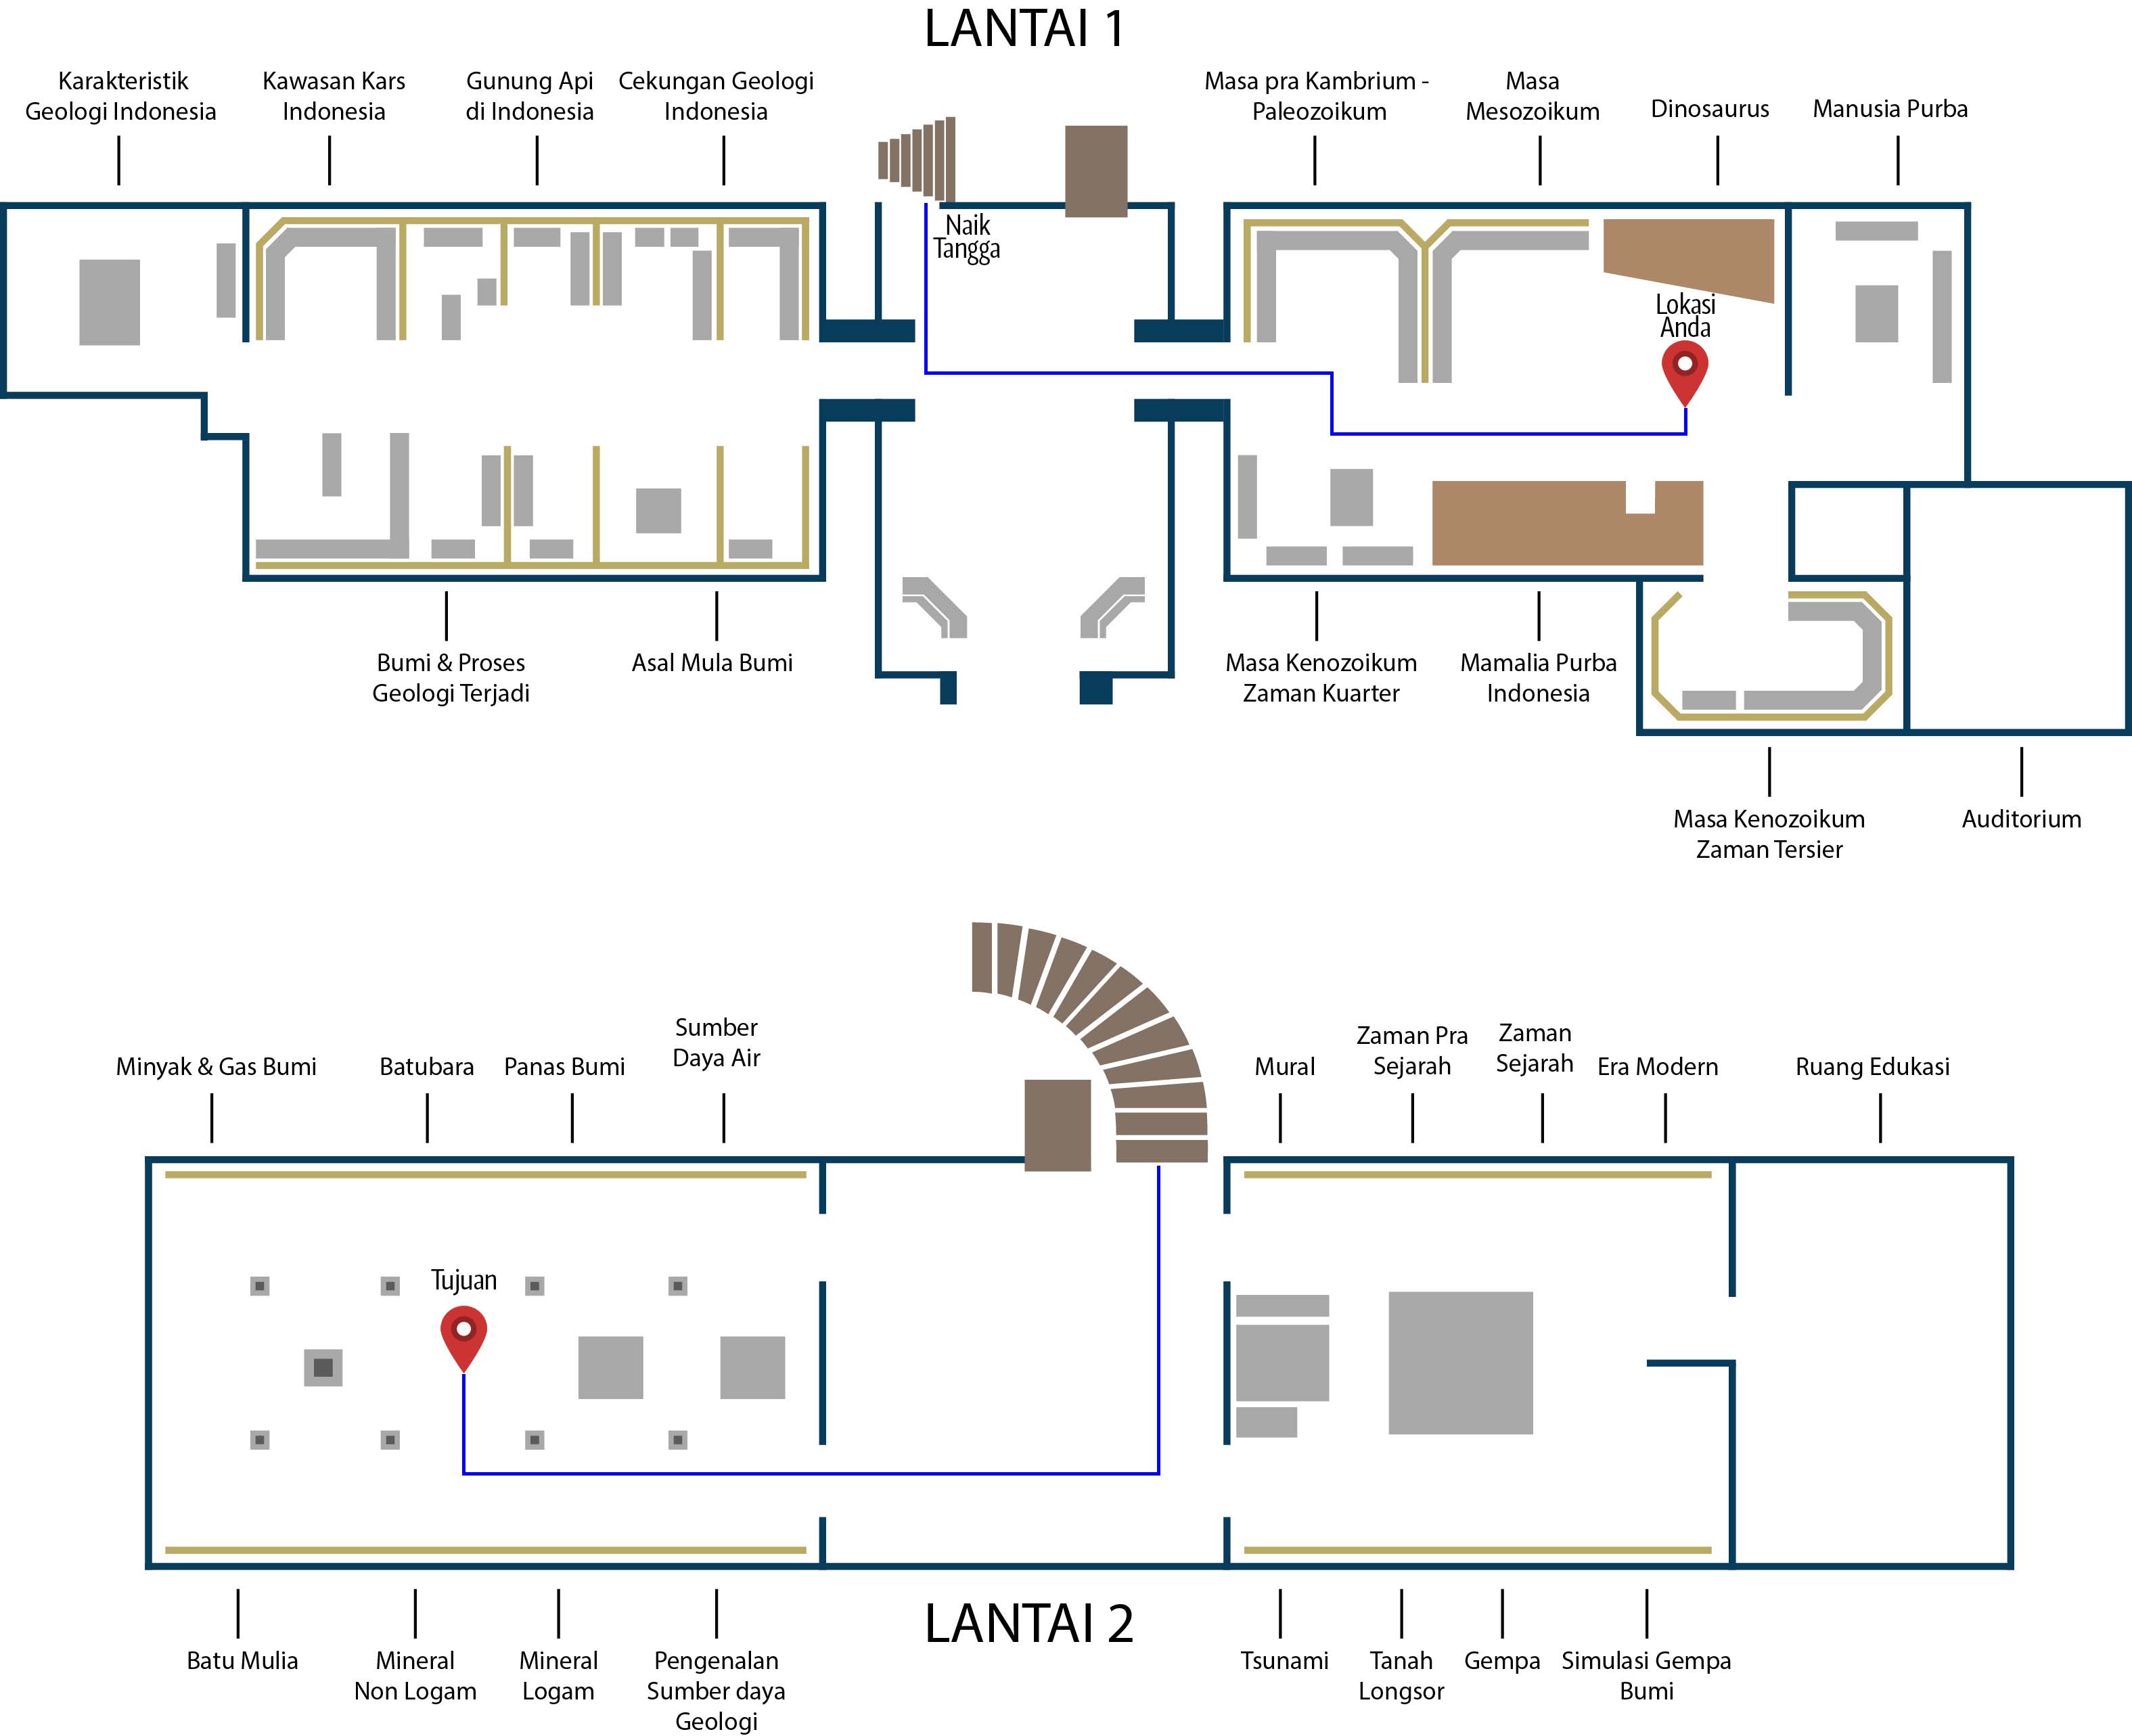 LANTAI 1
Karakteristik
Geologi Indonesia
Kawasan Kars
Indonesia
Gunung Api
di Indonesia
Cekungan Geologi
Indonesia
Masa pra Kambrium -
Paleozoikum
Masa
Mesozoikum
Dinosaurus
Manusia Purba
Naik
Tangga
Lokasi
Anda
Bumi & Proses
Geologi Terjadi
Asal Mula Bumi
Masa Kenozoikum
Zaman Kuarter
Mamalia Purba
Indonesia
Masa Kenozoikum
Zaman Tersier
Auditorium
Minyak & Gas Bumi
Batubara
Panas Bumi
Sumber
Daya Air
Mural
Zaman Pra
Sejarah
Zaman
Sejarah
Era Modern
Ruang Edukasi
Tujuan
LANTAI 2
Batu Mulia
Mineral
Non Logam
Mineral
Logam
Pengenalan
Sumber daya
Geologi
Tsunami
Tanah
Longsor
Gempa
Simulasi Gempa
Bumi